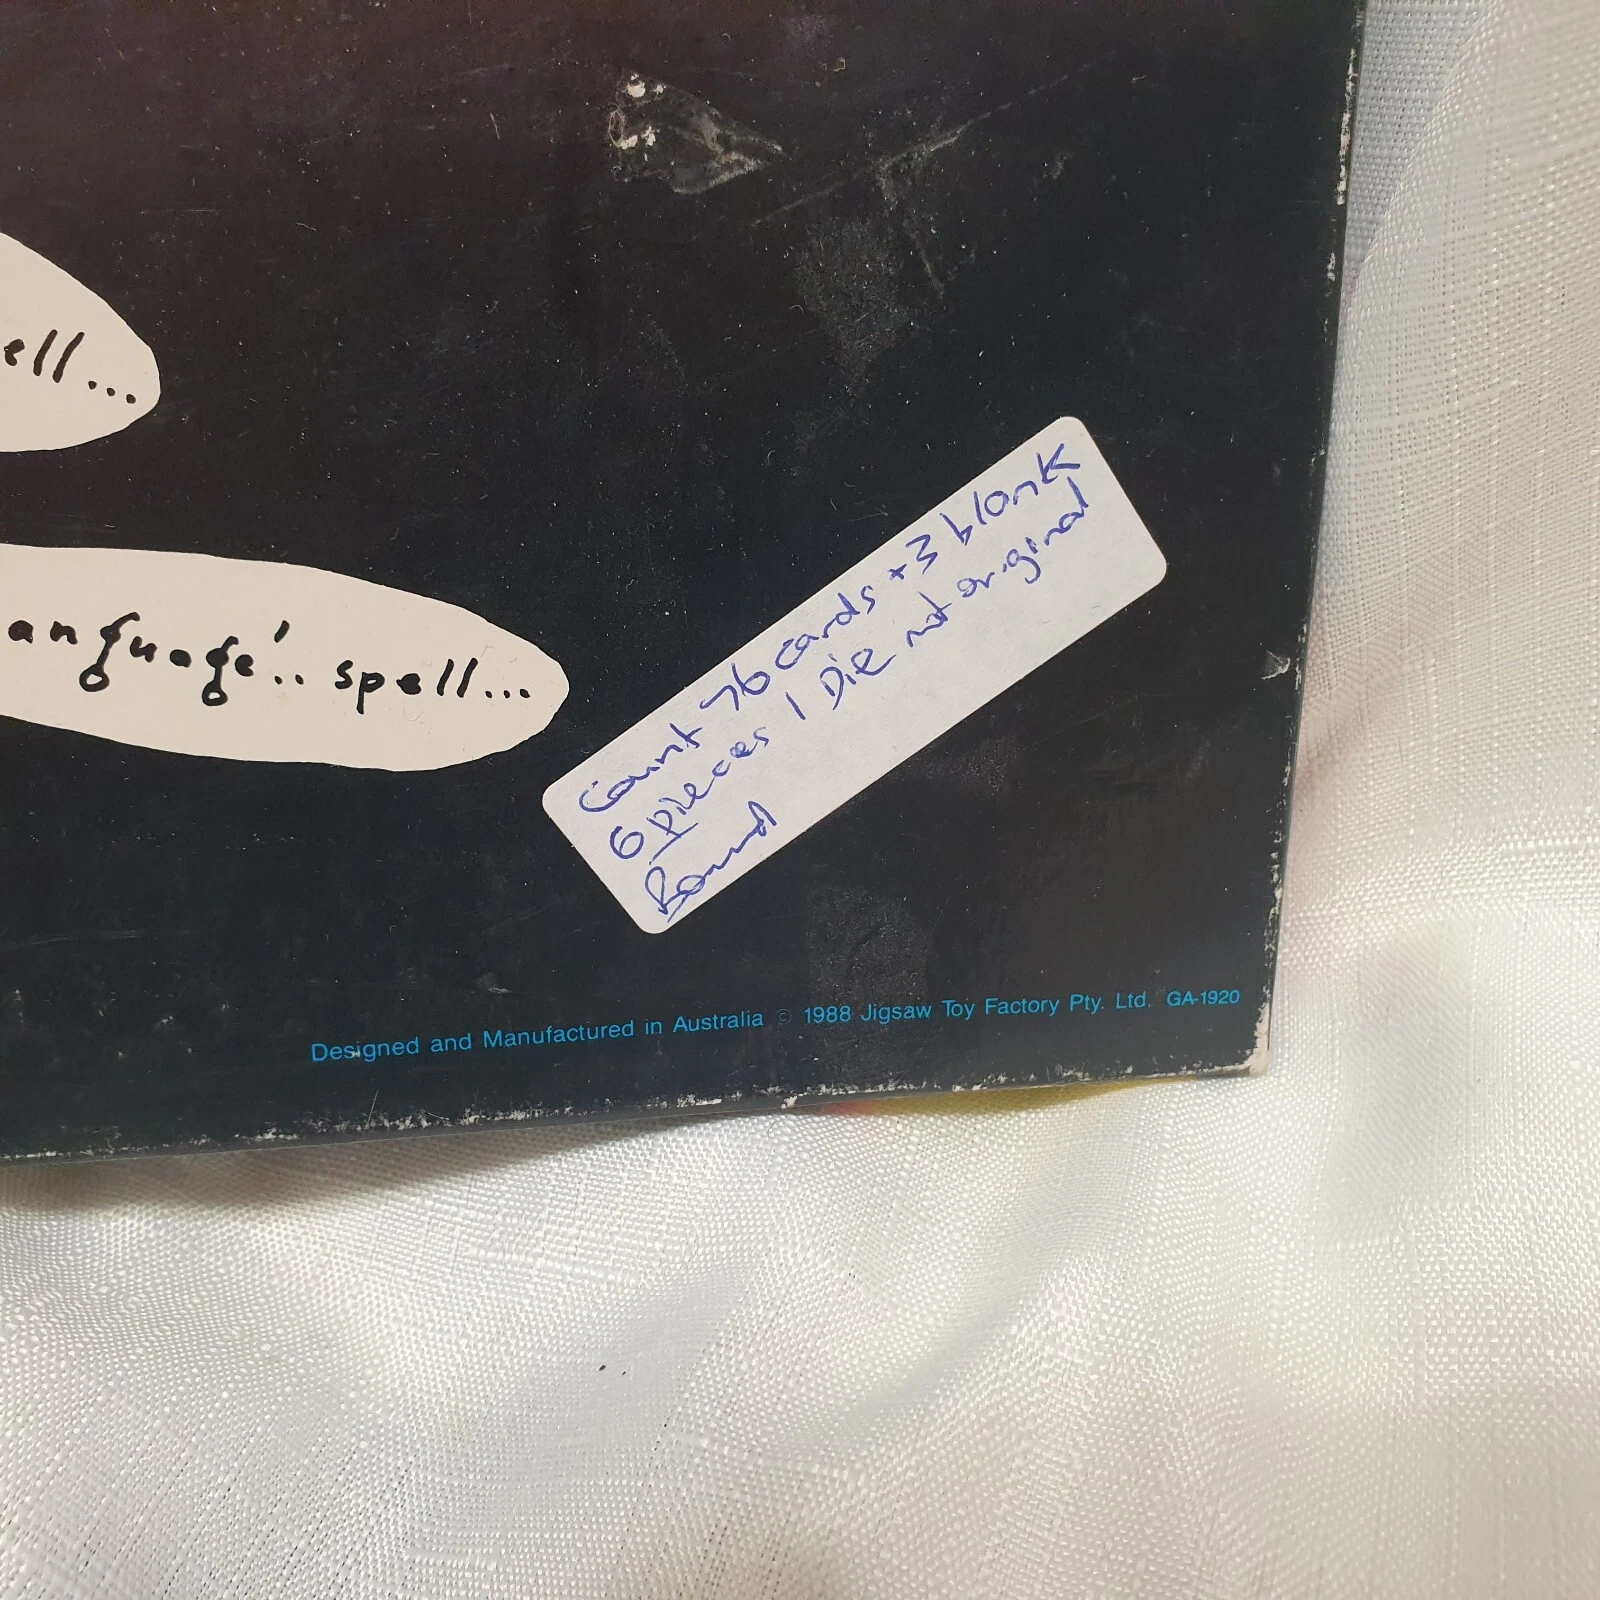 ell...
anguage'.. spell...
Count 76 cards +3 blank
6 pieces 1 Die not original
Designed and Manufactured in Australia © 1988 Jigsaw Toy Factory Pty. Ltd. GA-1920